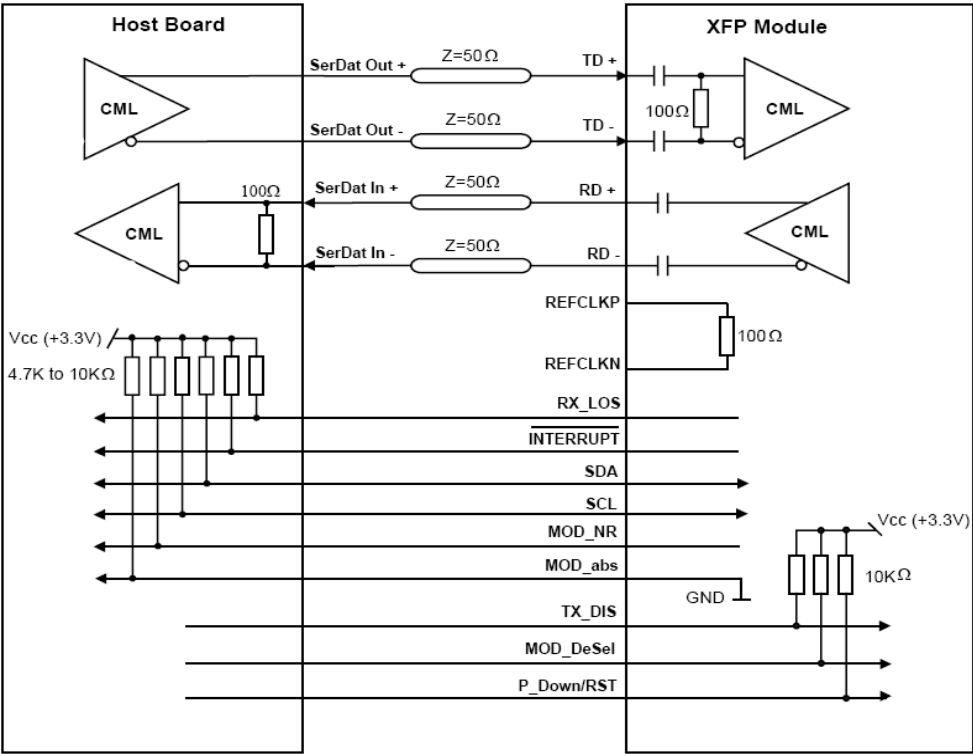 Host Board
XFP Module
SerDat Out +
Z=50Ω
TD +
CML
100Ω
CML
SerDat Out -
Z=50Ω
TD -
100Ω
SerDat In +
Z=50Ω
RD +
CML
CML
SerDat In -
Z=50Ω
RD -
REFCLKP
Vcc (+3.3V)
100Ω
4.7K to 10KΩ
REFCLKN
RX_LOS
INTERRUPT
SDA
SCL
Vcc (+3.3V)
MOD_NR
MOD_abs
10KΩ
GND
TX_DIS
MOD_DeSel
P_Down/RST